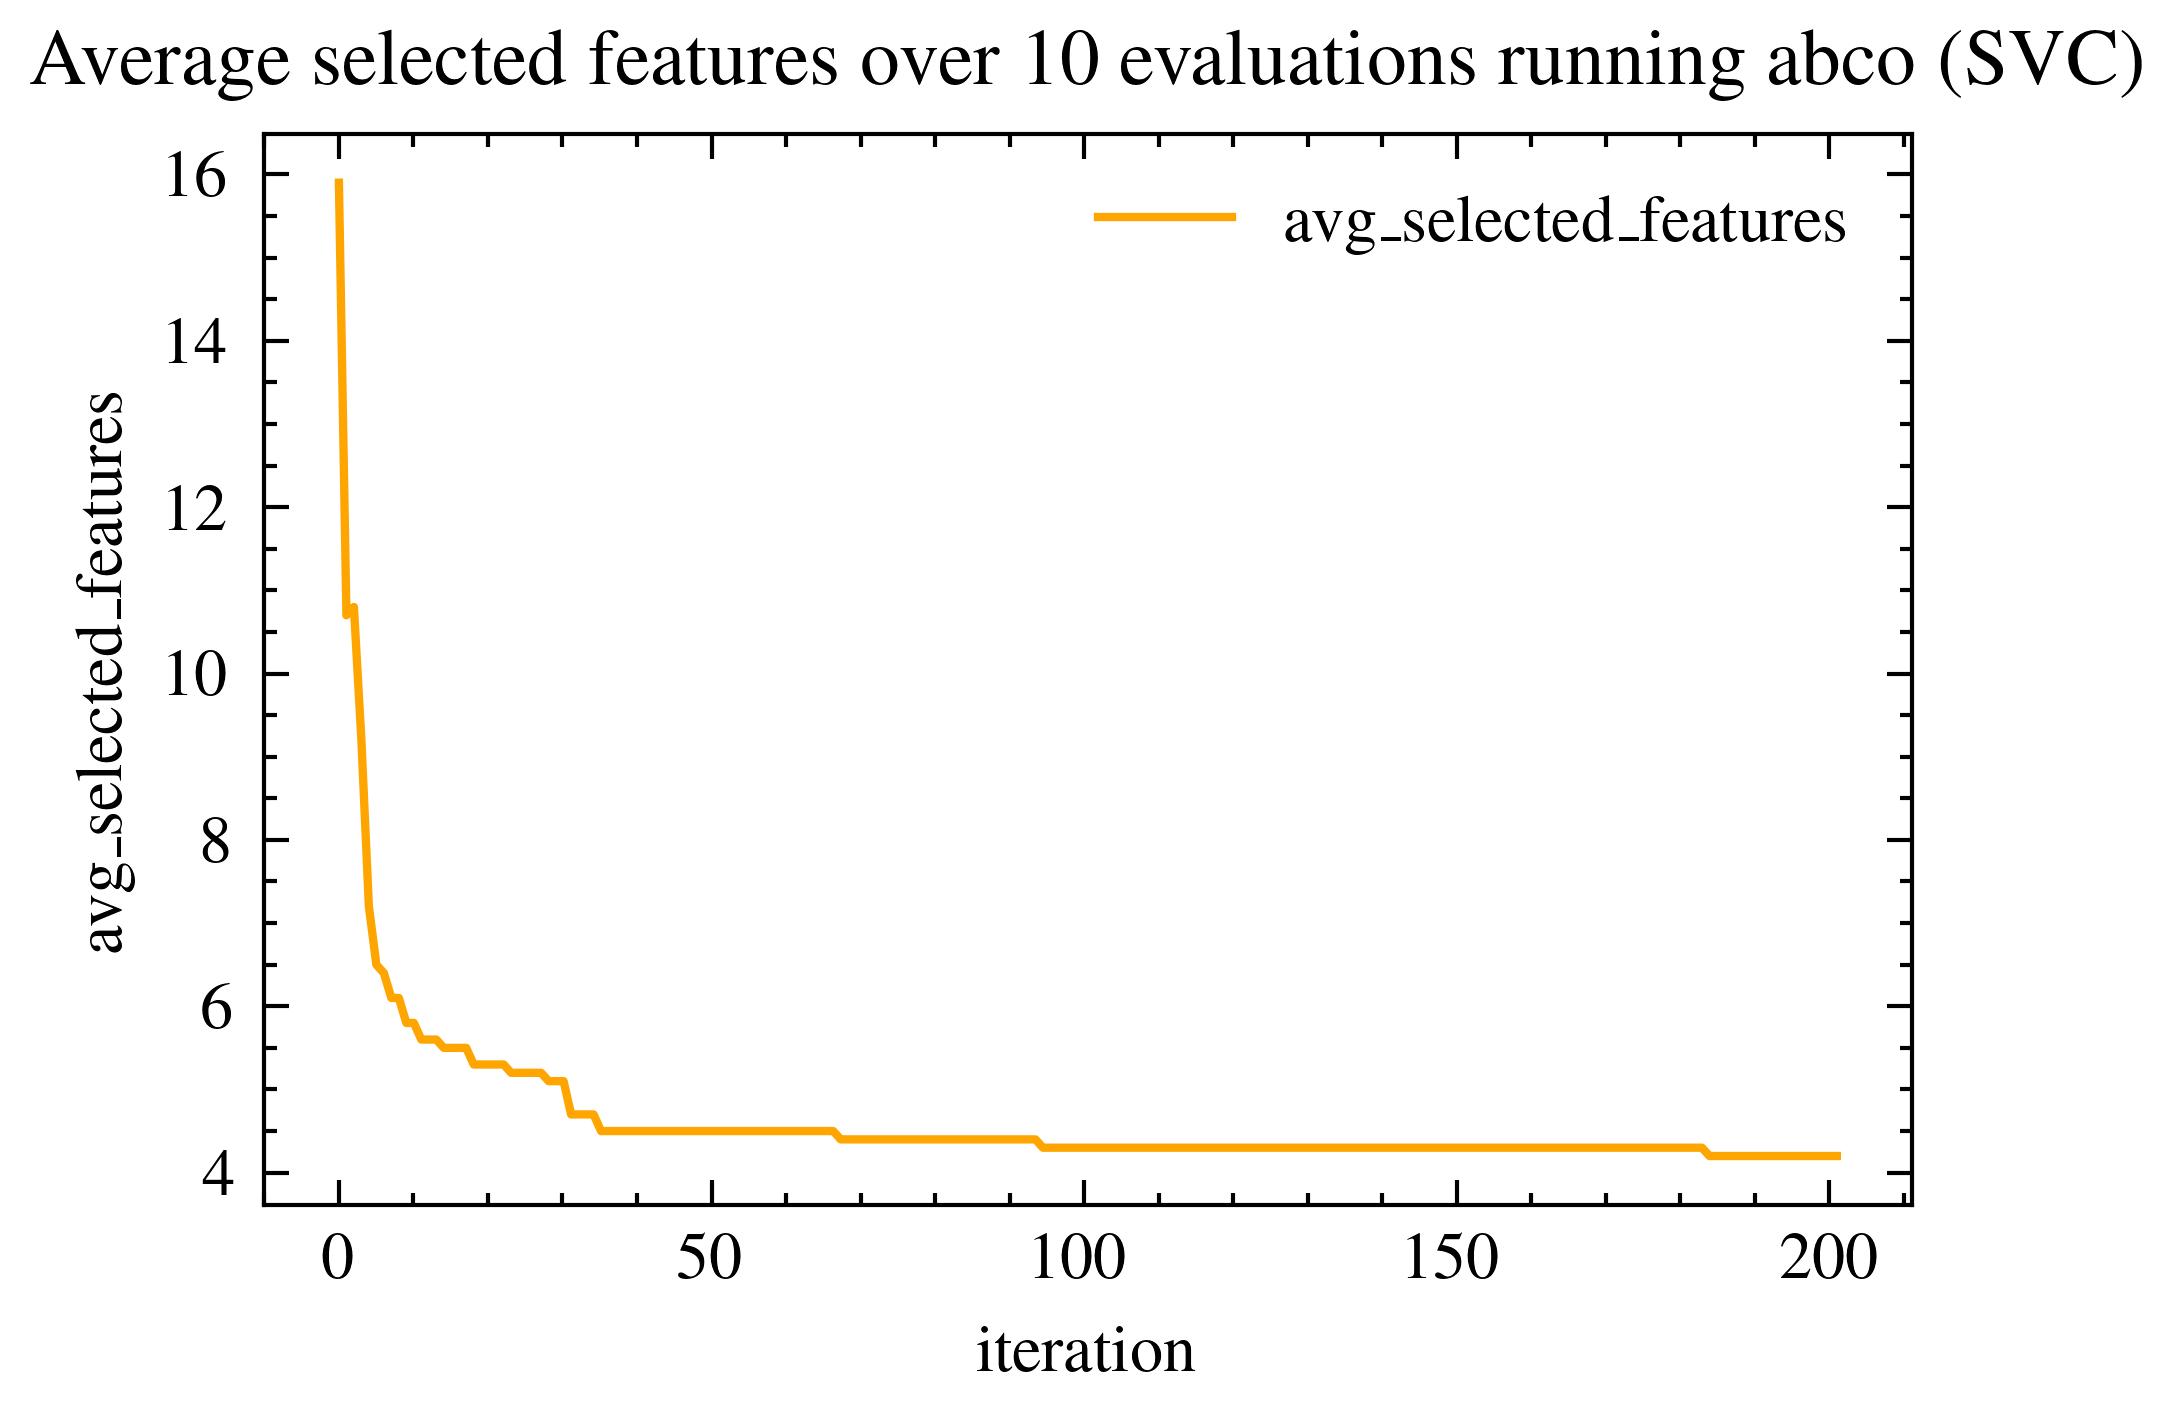 Average selected features over 10 evaluations running abco (SVC)
avg_selected_features
16
14
12
10
8
6
4
avg_selected_features
0 50 100 150 200
iteration